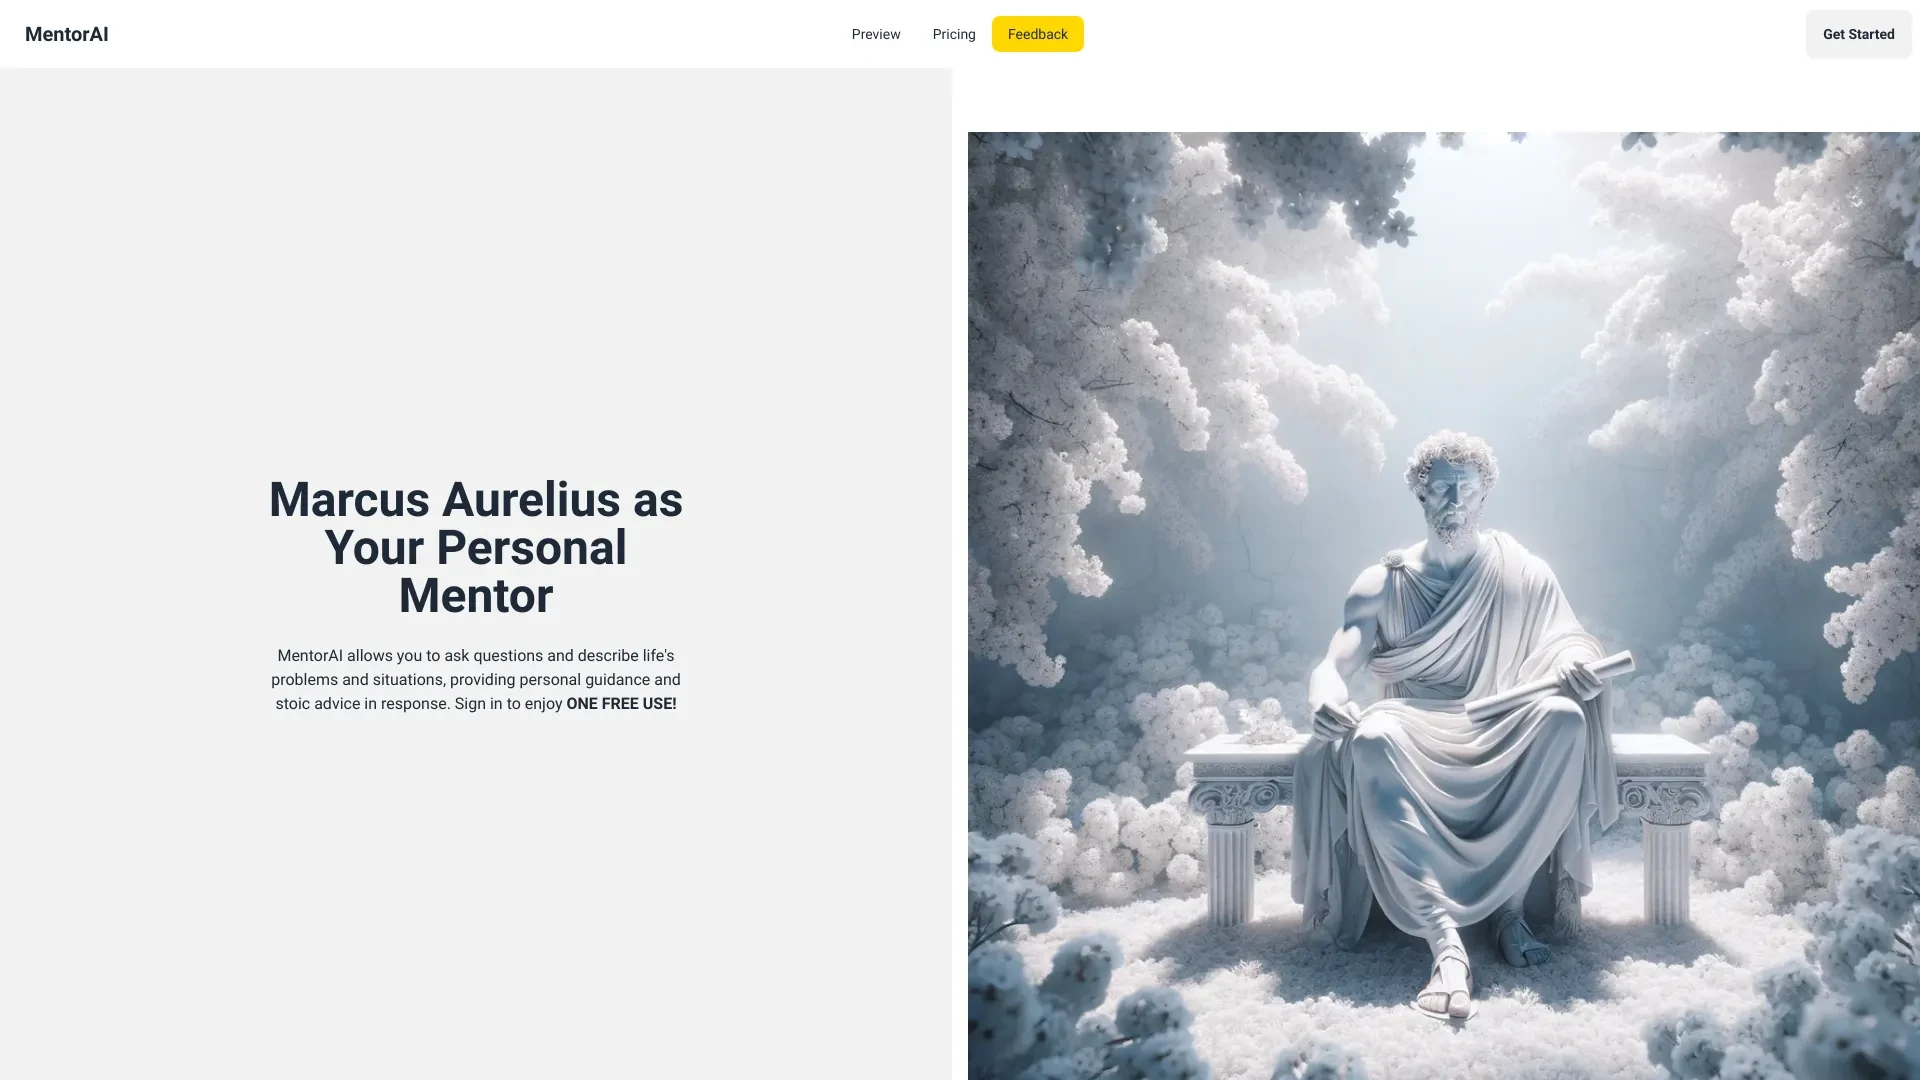 MentorAI
Preview
Pricing
Feedback
Get Started
Marcus Aurelius as
Your Personal
Mentor
MentorAI allows you to ask questions and describe life's
problems and situations, providing personal guidance and
stoic advice in response. Sign in to enjoy ONE FREE USE!